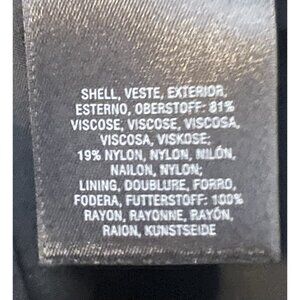 SHELL, VESTE, EXTERIOR,
ESTERNO, OBERSTOFF: 81%
VISCOSE, VISCOSE, VISCOSA,
VISCOSA, VISKOSE;
19% NYLON, NYLON, NILÓN,
NAILON, NYLON;
LINING, DOUBLURE, FORRO,
FODERA, FUTTERSTOFF: 100%
RAYON, RAYONNE, RAYÓN,
RAION, KUNSTSEIDE